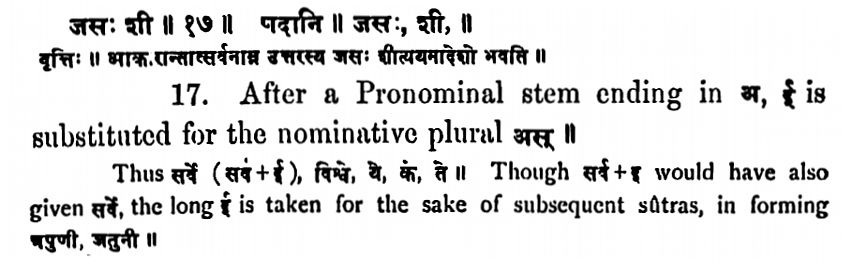 जसः शी ॥ १७ ॥ पदानि ॥ जसः, शी, ॥
वृत्तिः ॥ भाक.रान्तात्सर्वनाम्न उत्तरस्य जसः शीत्ययमादेशो भवति ॥
17. After a Pronominal stem ending in अ, ई is
substituted for the nominative plural अस् ॥
Thus सर्वे (सर्व+ई), विश्वे, ये, के, ते ॥ Though सर्व+इ would have also
given सर्वे, the long ई is taken for the sake of subsequent sûtras, in forming
त्रपुणी, जतुनी ॥